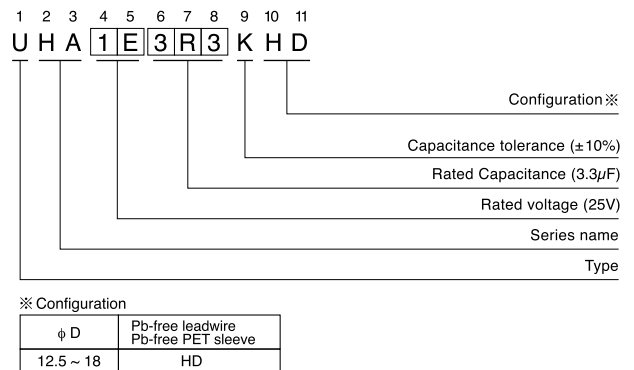 1 2 3 4 5 6 7 8 9 10 11
U H A 1 E 3 R 3 K H D
Configuration※
Capacitance tolerance (±10%)
Rated Capacitance (3.3µF)
Rated voltage (25V)
Series name
Type
※ Configuration
ϕ D
Pb-free leadwire
Pb-free PET sleeve
12.5 ~ 18 HD